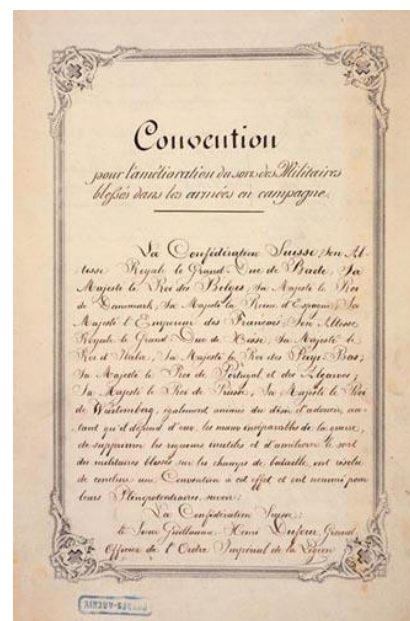 Convention
pour l'amélioration du sort des Militaires
blessés dans les armées en campagne.
La Confédération Suisse; Son Al-
tesse Royale le Grand-Duc de Bade; Sa
Majesté le Roi des Belges; Sa Majesté le Roi
de Danemark; Sa Majesté la Reine d'Espagne; Sa
Majesté l'Empereur des Français; Son Altesse
Royale le Grand Duc de Hesse; Sa Majesté le
Roi d'Italie; Sa Majesté le Roi des Pays-Bas;
Sa Majesté le Roi de Portugal et des Algarves;
Sa Majesté le Roi de Prusse; Sa Majesté le Roi
de Würtemberg, également animés du désir d'adoucir, au-
tant qu'il dépend d'eux, les maux inséparables de la guerre,
de supprimer les rigueurs inutiles et d'améliorer le sort
des militaires blessés sur les champs de bataille, ont résolu
de conclure une Convention à cet effet et ont nommé pour
leurs Plénipotentiaires, savoir:
La Confédération Suisse:
le Sieur Guillaume Henri Dufour, Grand
Officier de l'Ordre Impérial de la Légion
BUNDES-ARCHIV